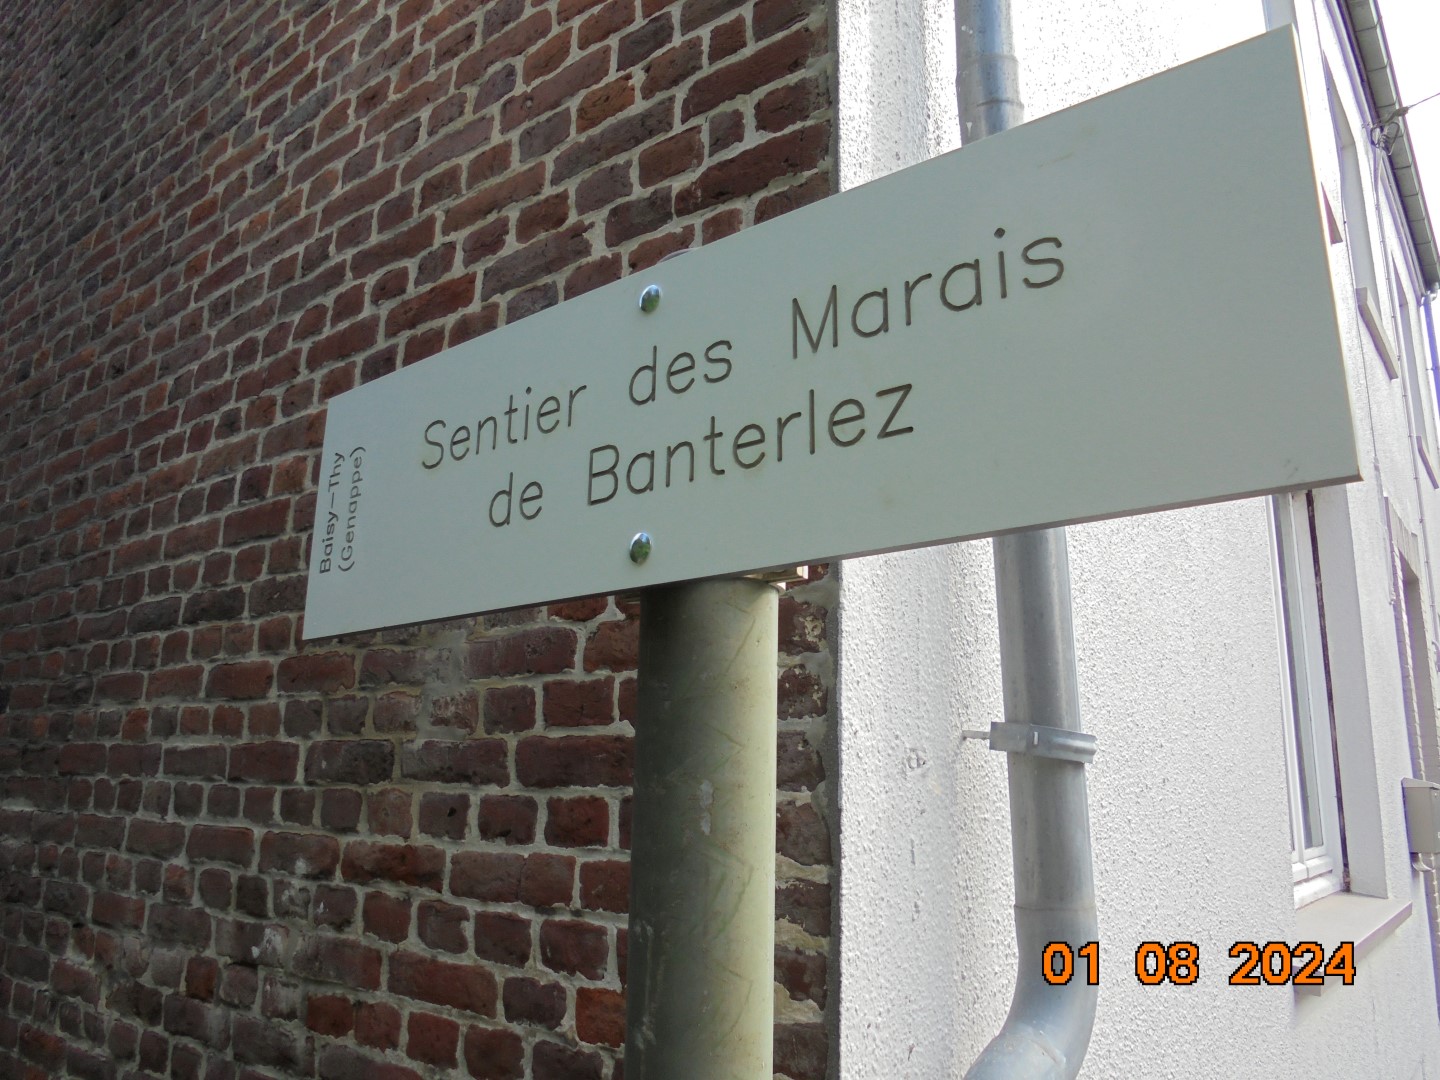 Baisy-Thy
(Genappe)
Sentier des Marais
de Banterlez
01 08 2024